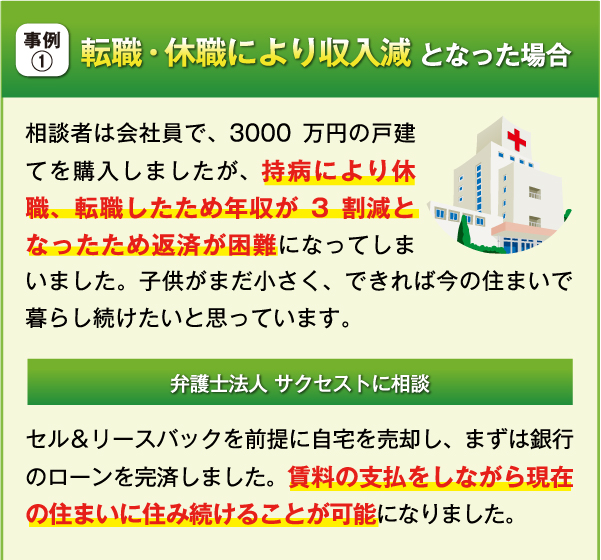 事例
①
転職・休職により収入減 となった場合
相談者は会社員で、3000 万円の戸建
てを購入しましたが、持病により休
職、転職したため年収が 3 割減と
なったため返済が困難になってしま
いました。子供がまだ小さく、できれば今の住まいで
暮らし続けたいと思っています。
弁護士法人 サクセストに相談
セル＆リースバックを前提に自宅を売却し、まずは銀行
のローンを完済しました。賃料の支払をしながら現在
の住まいに住み続けることが可能になりました。